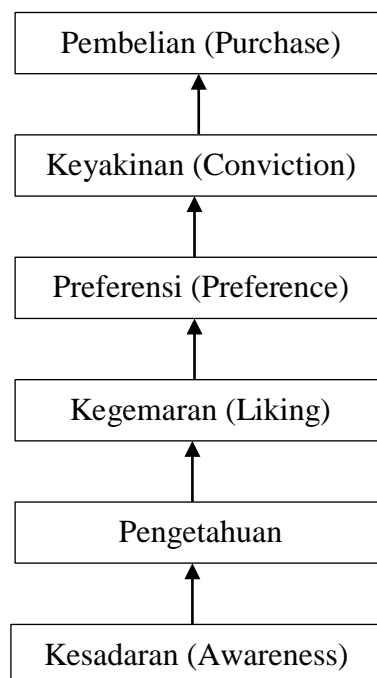 Pembelian (Purchase)
Keyakinan (Conviction)
Preferensi (Preference)
Kegemaran (Liking)
Pengetahuan
Kesadaran (Awareness)